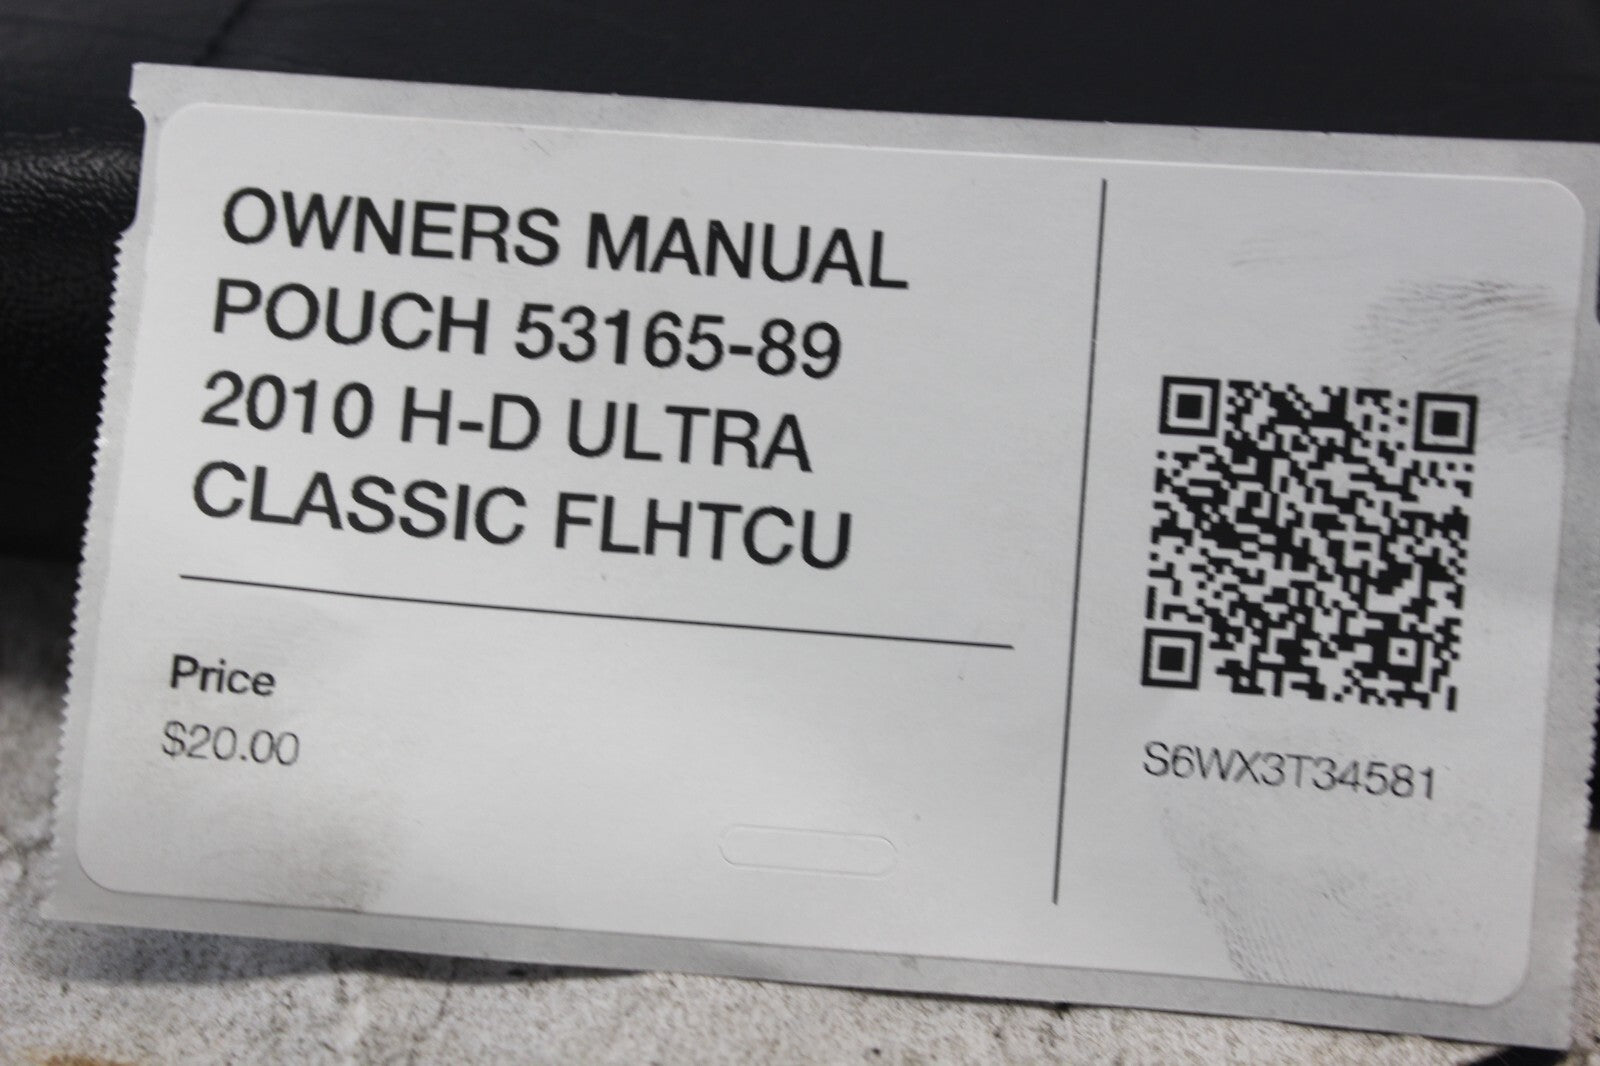 OWNERS MANUAL
POUCH 53165-89
2010 H-D ULTRA
CLASSIC FLHTCU
Price
$20.00
S6WX3T34581